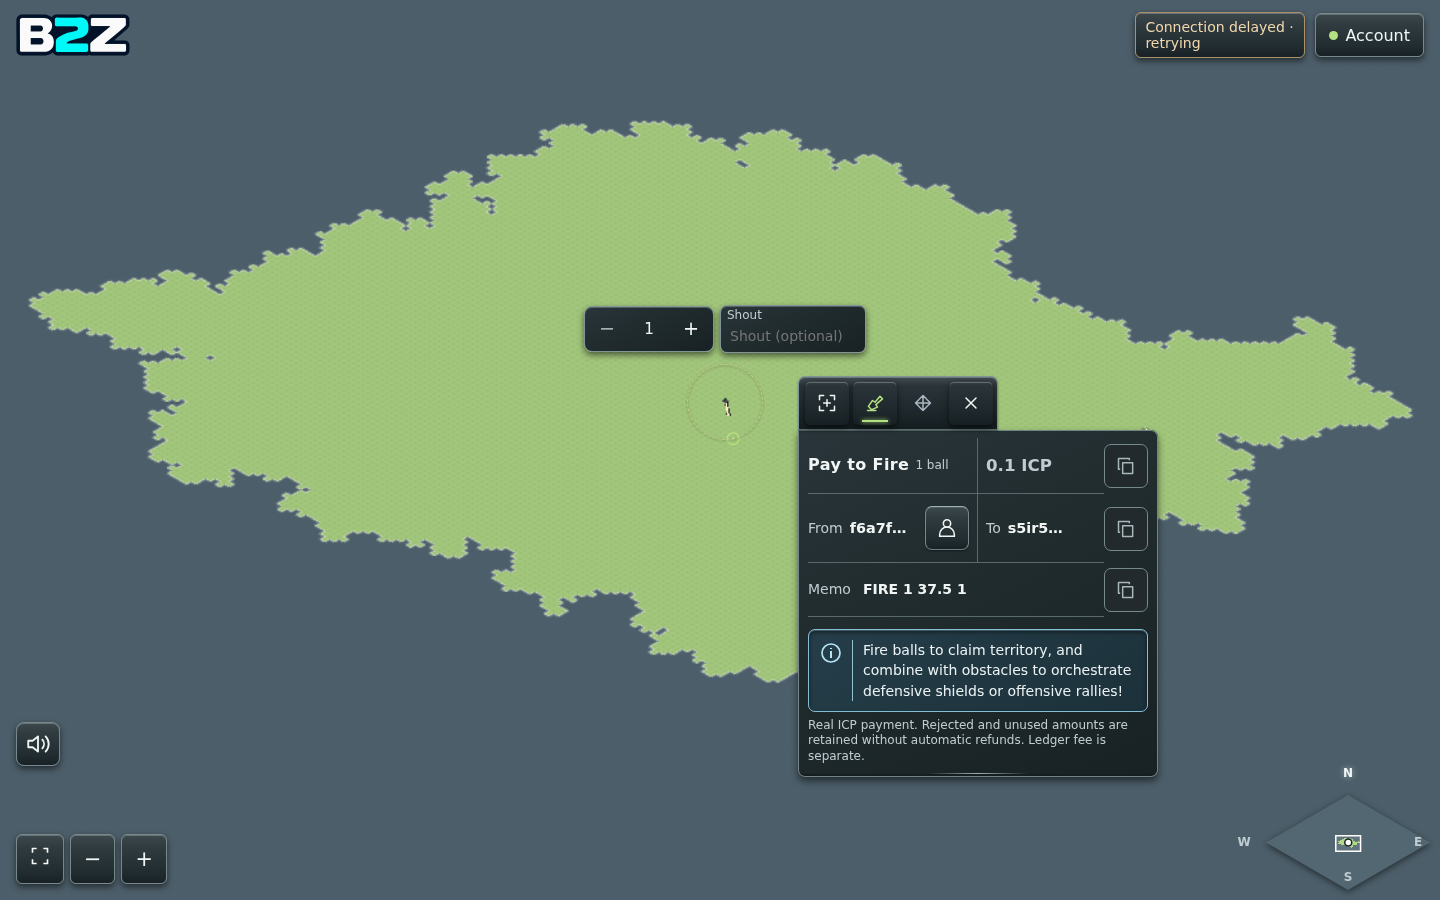 B2Z
Connection delayed ·
retrying
Account
1
Shout
Shout (optional)
Pay to Fire 1 ball
0.1 ICP
From f6a7f…
To s5ir5…
Memo FIRE 1 37.5 1
Fire balls to claim territory, and
combine with obstacles to orchestrate
defensive shields or offensive rallies!
Real ICP payment. Rejected and unused amounts are
retained without automatic refunds. Ledger fee is
separate.
N
W
E
S